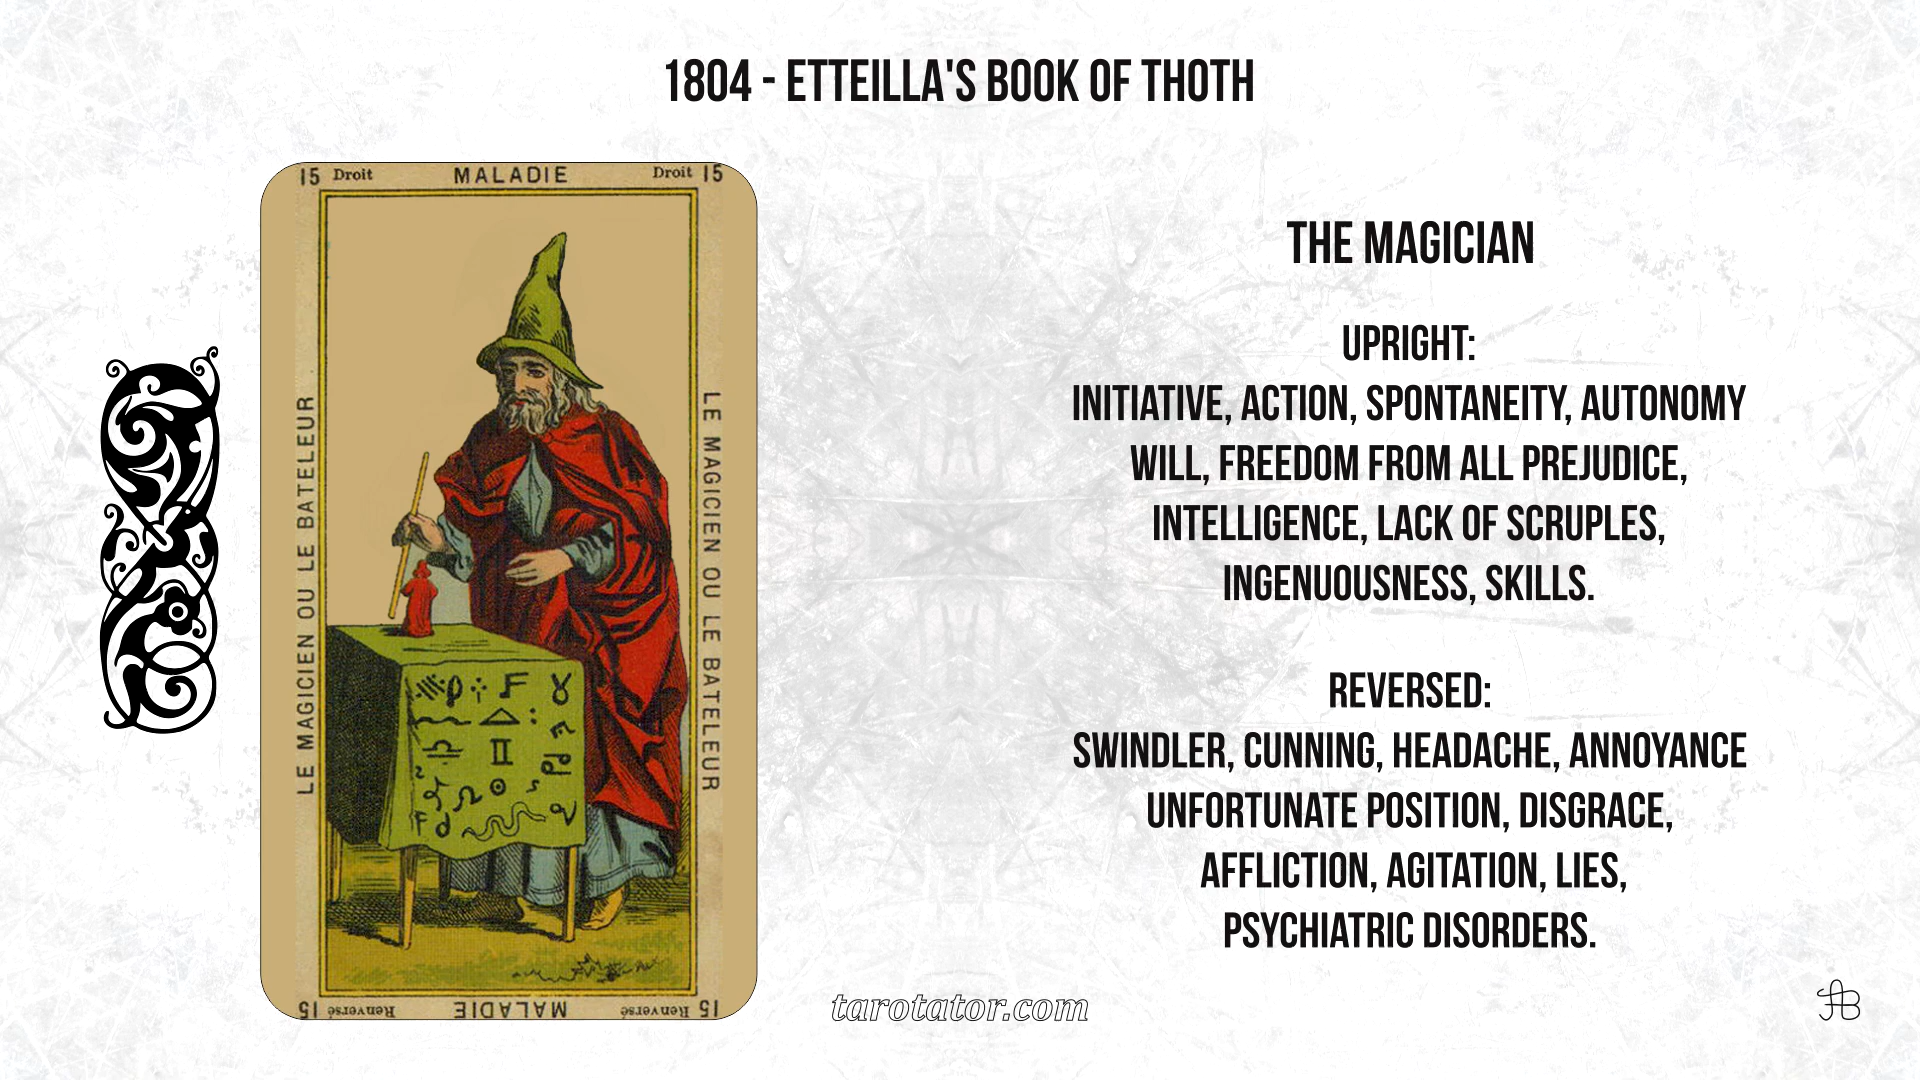 1804 - ETTEILLA'S BOOK OF THOTH
15 Droit MALADIE Droit 15
LE MAGICIEN OU LE BATELEUR
LE MAGICIEN OU LE BATELEUR
15 Renversé MALADIE Renversé 15
THE MAGICIAN
UPRIGHT:
INITIATIVE, ACTION, SPONTANEITY, AUTONOMY
WILL, FREEDOM FROM ALL PREJUDICE,
INTELLIGENCE, LACK OF SCRUPLES,
INGENUOUSNESS, SKILLS.
REVERSED:
SWINDLER, CUNNING, HEADACHE, ANNOYANCE
UNFORTUNATE POSITION, DISGRACE,
AFFLICTION, AGITATION, LIES,
PSYCHIATRIC DISORDERS.
tarotator.com